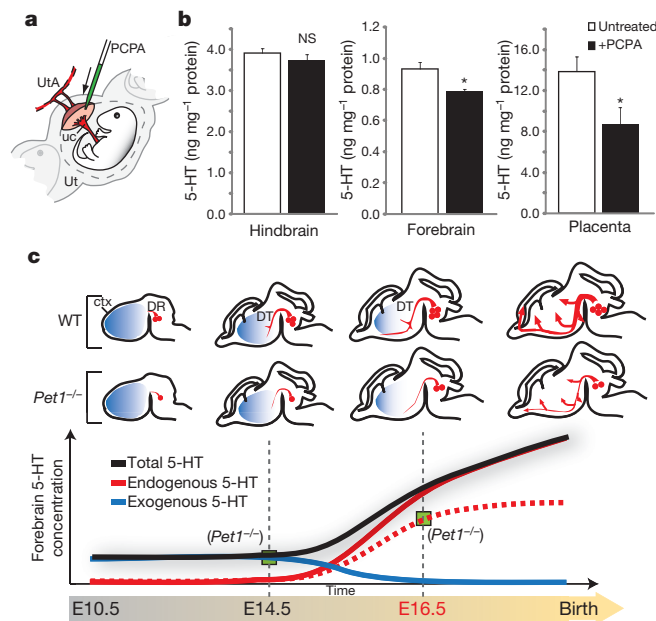 a
PCPA
UtA
uc
Ut
b
5-HT (ng mg⁻¹ protein)
4.0
3.0
2.0
1.0
0.0
NS
Hindbrain
5-HT (ng mg⁻¹ protein)
1.2
1.0
0.8
0.6
0.4
0.2
0
*
Forebrain
5-HT (ng mg⁻¹ protein)
16.0
12.0
8.0
4.0
0.0
Untreated
+PCPA
*
Placenta
c
WT
ctx
DR
DT
DT
Pet1⁻/⁻
Forebrain 5-HT
concentration
Total 5-HT
Endogenous 5-HT
Exogenous 5-HT
(Pet1⁻/⁻)
(Pet1⁻/⁻)
Time
E10.5
E14.5
E16.5
Birth